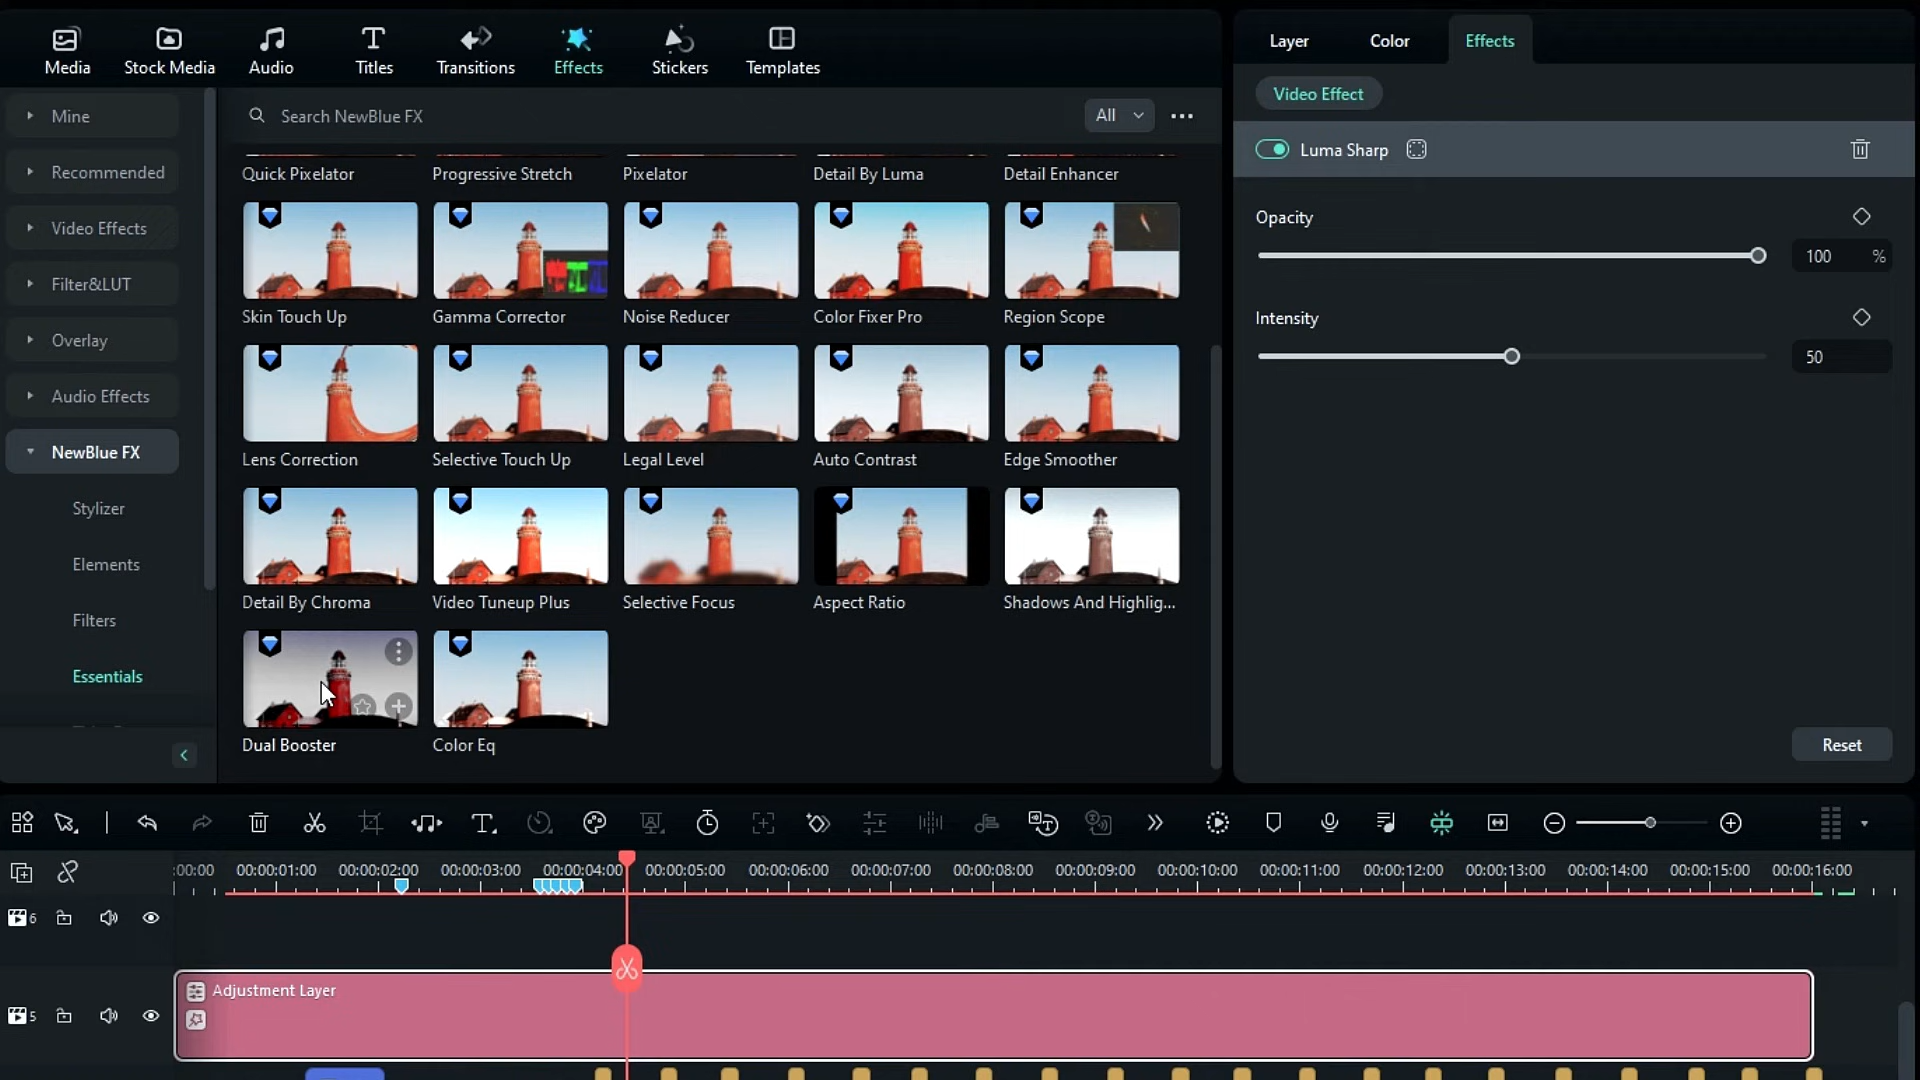 Media
Stock Media
Audio
Titles
Transitions
Effects
Stickers
Templates
Layer
Color
Effects
Video Effect
Mine
Recommended
Video Effects
Filter&LUT
Overlay
Audio Effects
NewBlue FX
Stylizer
Elements
Filters
Essentials
Search NewBlue FX
All
Quick Pixelator
Progressive Stretch
Pixelator
Detail By Luma
Detail Enhancer
Skin Touch Up
Gamma Corrector
Noise Reducer
Color Fixer Pro
Region Scope
Lens Correction
Selective Touch Up
Legal Level
Auto Contrast
Edge Smoother
Detail By Chroma
Video Tuneup Plus
Selective Focus
Aspect Ratio
Shadows And Highlig...
Dual Booster
Color Eq
Luma Sharp
Opacity
100 %
Intensity
50
Reset
:00:00 00:00:01:00 00:00:02:00 00:00:03:00 00:00:04:00 00:00:05:00 00:00:06:00 00:00:07:00 00:00:08:00 00:00:09:00 00:00:10:00 00:00:11:00 00:00:12:00 00:00:13:00 00:00:14:00 00:00:15:00 00:00:16:00
6
Adjustment Layer
5